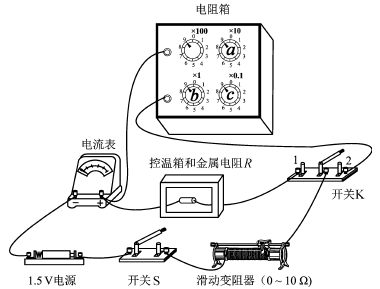 电阻箱
×100 ×10
a
×1 ×0.1
b c
电流表
控温箱和金属电阻R
1 2
开关K
1.5 V电源
开关S
滑动变阻器（0～10 Ω）